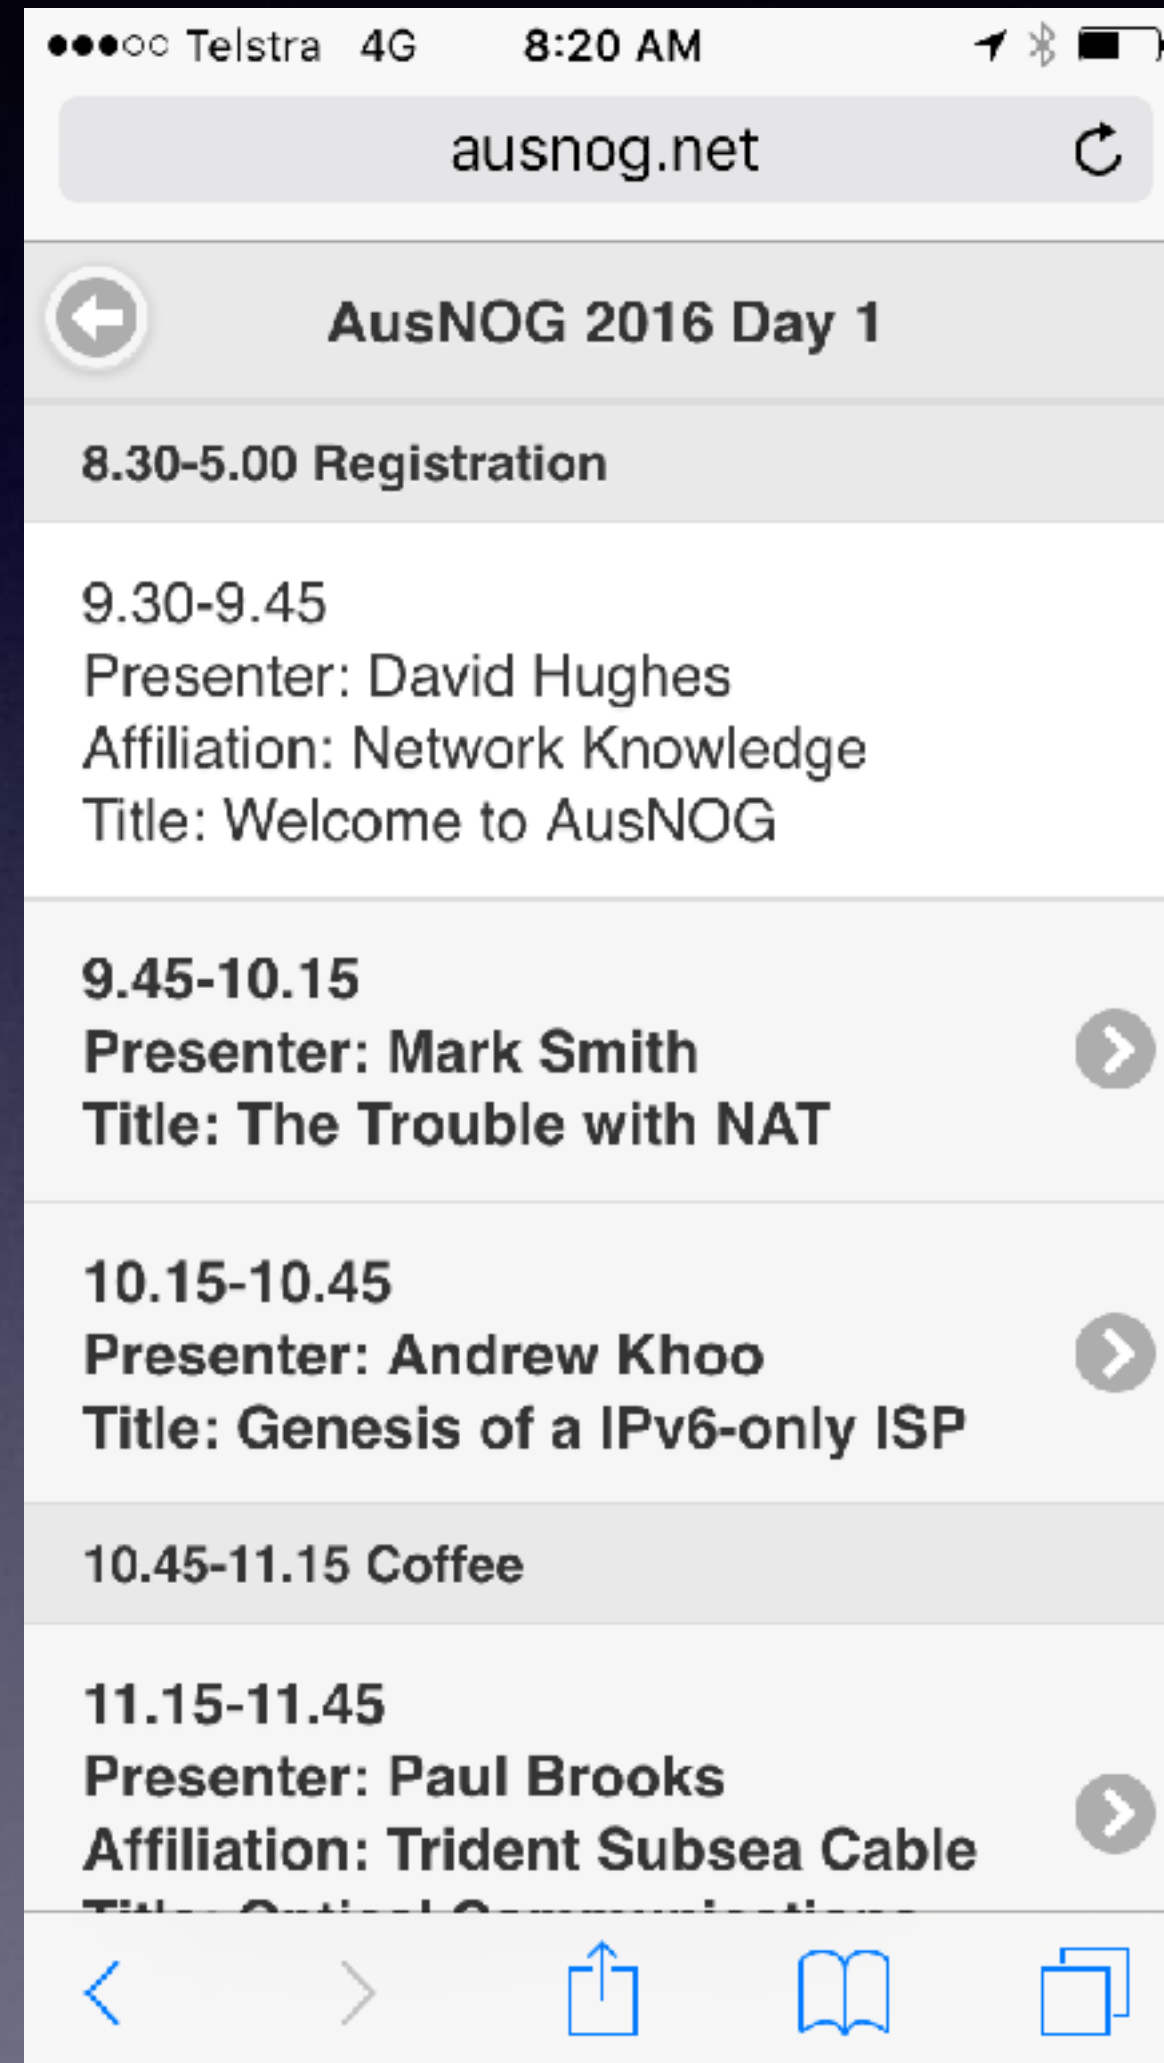 Telstra 4G 8:20 AM
ausnog.net
AusNOG 2016 Day 1
8.30-5.00 Registration
9.30-9.45
Presenter: David Hughes
Affiliation: Network Knowledge
Title: Welcome to AusNOG
9.45-10.15
Presenter: Mark Smith
Title: The Trouble with NAT
10.15-10.45
Presenter: Andrew Khoo
Title: Genesis of a IPv6-only ISP
10.45-11.15 Coffee
11.15-11.45
Presenter: Paul Brooks
Affiliation: Trident Subsea Cable
Title: Optical Communications